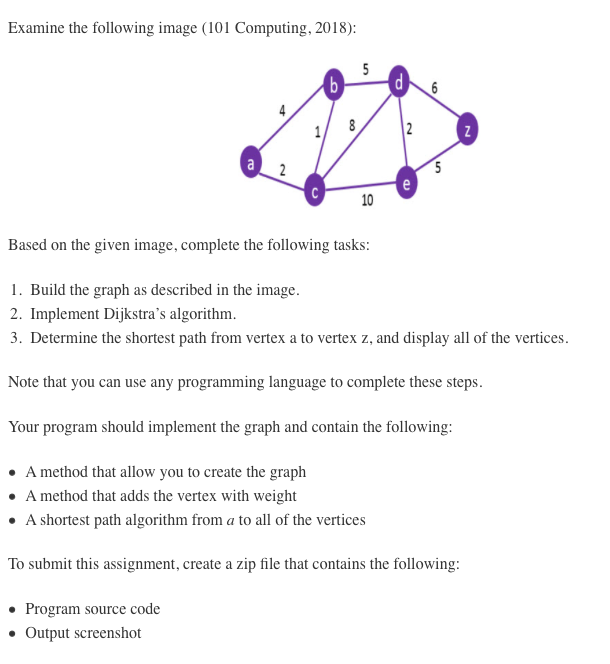 Examine the following image (101 Computing, 2018):
5
b
d
6
4
1
8
2
z
a
2
5
c
e
10
Based on the given image, complete the following tasks:
1. Build the graph as described in the image.
2. Implement Dijkstra’s algorithm.
3. Determine the shortest path from vertex a to vertex z, and display all of the vertices.
Note that you can use any programming language to complete these steps.
Your program should implement the graph and contain the following:
• A method that allow you to create the graph
• A method that adds the vertex with weight
• A shortest path algorithm from a to all of the vertices
To submit this assignment, create a zip file that contains the following:
• Program source code
• Output screenshot